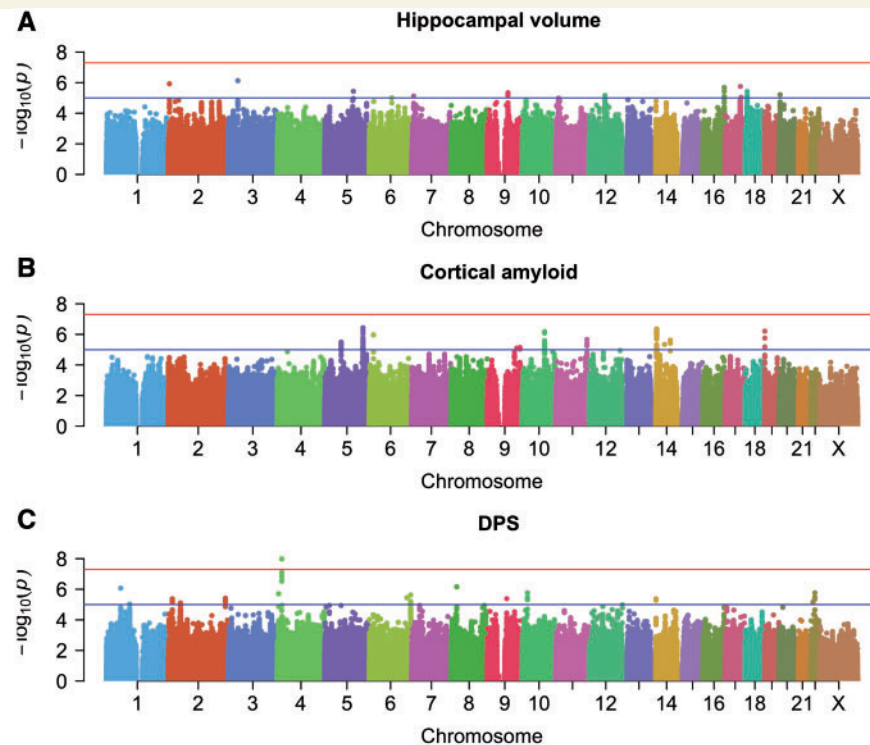 A
Hippocampal volume
8
6
4
2
0
−log10(p)
1 2 3 4 5 6 7 8 9 10 12 14 16 18 21 X
Chromosome
B
Cortical amyloid
8
6
4
2
0
−log10(p)
1 2 3 4 5 6 7 8 9 10 12 14 16 18 21 X
Chromosome
C
DPS
8
6
4
2
0
−log10(p)
1 2 3 4 5 6 7 8 9 10 12 14 16 18 21 X
Chromosome